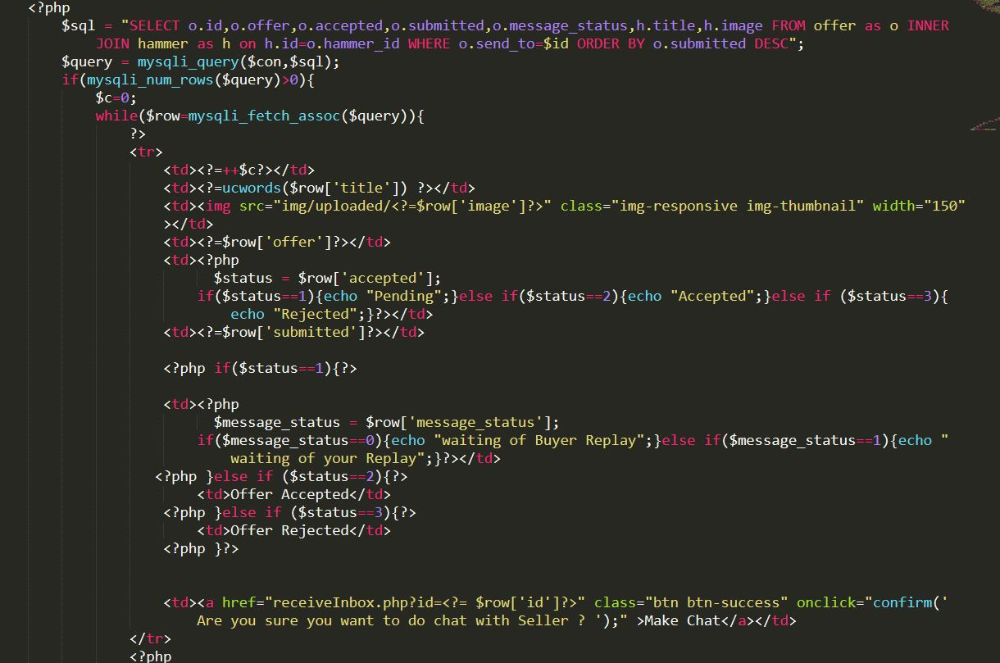 <?php
$sql = "SELECT o.id,o.offer,o.accepted,o.submitted,o.message_status,h.title,h.image FROM offer as o INNER
JOIN hammer as h on h.id=o.hammer_id WHERE o.send_to=$id ORDER BY o.submitted DESC";
$query = mysqli_query($con,$sql);
if(mysqli_num_rows($query)>0){
$c=0;
while($row=mysqli_fetch_assoc($query)){
?>
<tr>
<td><?=++$c?></td>
<td><?=ucwords($row['title']) ?></td>
<td><img src="img/uploaded/<?=$row['image']?>" class="img-responsive img-thumbnail" width="150"
></td>
<td><?=$row['offer']?></td>
<td><?php
$status = $row['accepted'];
if($status==1){echo "Pending";}else if($status==2){echo "Accepted";}else if ($status==3){
echo "Rejected";}?></td>
<td><?=$row['submitted']?></td>
<?php if($status==1){?>
<td><?php
$message_status = $row['message_status'];
if($message_status==0){echo "waiting of Buyer Replay";}else if($message_status==1){echo "
waiting of your Replay";}?></td>
<?php }else if ($status==2){?>
<td>Offer Accepted</td>
<?php }else if ($status==3){?>
<td>Offer Rejected</td>
<?php }?>
<td><a href="receiveInbox.php?id=<?= $row['id']?>" class="btn btn-success" onclick="confirm('
Are you sure you want to do chat with Seller ? ');" >Make Chat</a></td>
</tr>
<?php